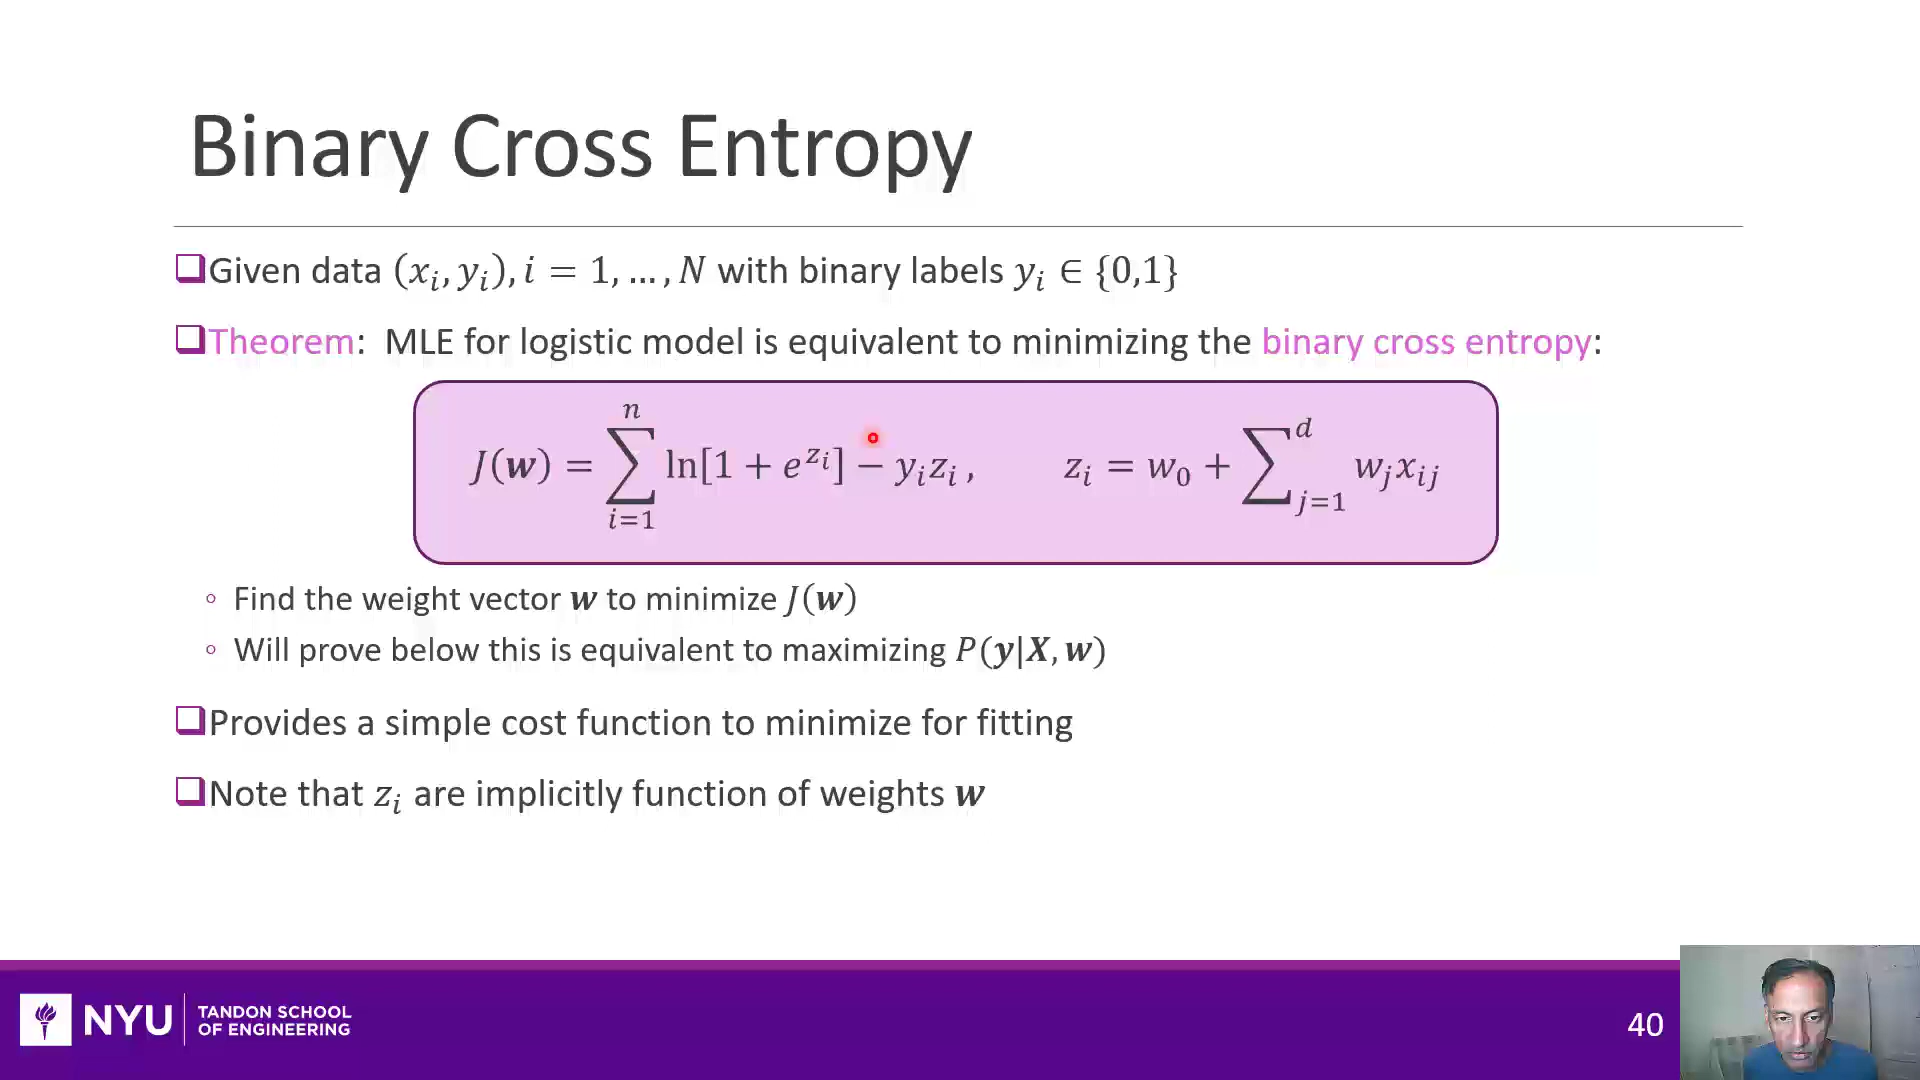 Binary Cross Entropy
❑Given data (xᵢ, yᵢ), i = 1, … , N with binary labels yᵢ ∈ {0,1}
❑Theorem: MLE for logistic model is equivalent to minimizing the binary cross entropy:
J(𝒘) = ∑_{i=1}^{n} ln[1 + e^{zᵢ}] − yᵢzᵢ , zᵢ = w₀ + ∑_{j=1}^{d} wⱼxᵢⱼ
◦ Find the weight vector 𝒘 to minimize J(𝒘)
◦ Will prove below this is equivalent to maximizing P(𝒚|𝑿, 𝒘)
❑Provides a simple cost function to minimize for fitting
❑Note that zᵢ are implicitly function of weights 𝒘
NYU TANDON SCHOOL
OF ENGINEERING
40